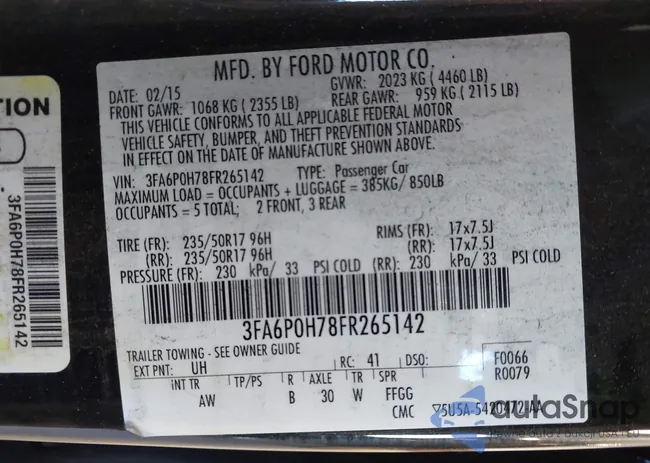 TION
3FA6P0H78FR265142
MFD. BY FORD MOTOR CO.
DATE: 02/15 GVWR: 2023 KG ( 4460 LB)
FRONT GAWR: 1068 KG ( 2355 LB) REAR GAWR: 959 KG ( 2115 LB)
THIS VEHICLE CONFORMS TO ALL APPLICABLE FEDERAL MOTOR
VEHICLE SAFETY, BUMPER, AND THEFT PREVENTION STANDARDS
IN EFFECT ON THE DATE OF MANUFACTURE SHOWN ABOVE.
VIN: 3FA6P0H78FR265142 TYPE: Passenger Car
MAXIMUM LOAD = OCCUPANTS + LUGGAGE = 385KG/ 850LB
OCCUPANTS = 5 TOTAL; 2 FRONT, 3 REAR
TIRE (FR): 235/50R17 96H RIMS (FR): 17x7.5J
(RR): 235/50R17 96H (RR): 17x7.5J
PRESSURE (FR): 230 kPa/ 33 PSI COLD (RR): 230 kPa/ 33 PSI COLD
3FA6P0H78FR265142
TRAILER TOWING - SEE OWNER GUIDE
EXT PNT: UH RC: 41 DSO: F0066
R0079
INT TR TP/PS R AXLE TR SPR
AW B 30 W FFGG
CMC 5U5A-5420472-AA
autoSnap